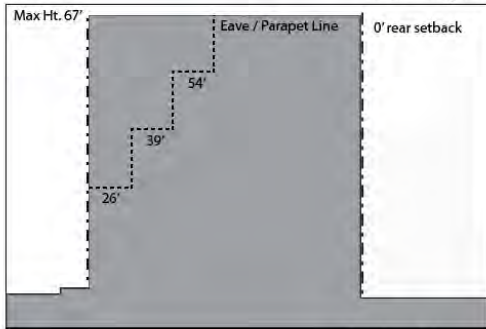 Max Ht. 67'
Eave / Parapet Line
0' rear setback
54'
39'
26'